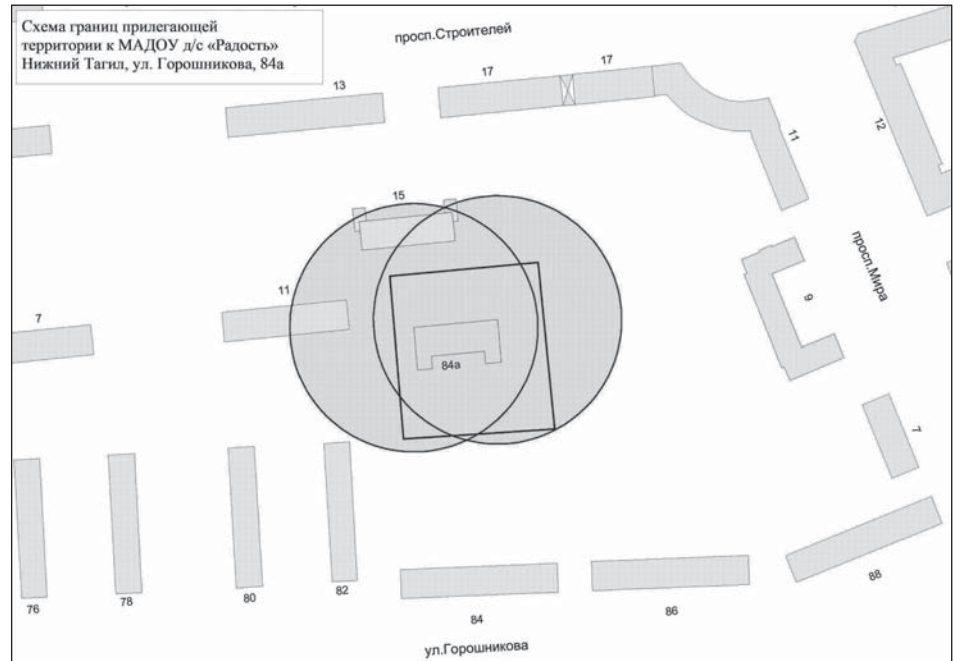 Схема границ прилегающей
территории к МАДОУ д/с «Радость»
Нижний Тагил, ул. Горошникова, 84а
просп.Строителей
13
17
17
11
12
15
просп.Мира
11
9
7
84а
7
76
78
80
82
84
86
88
ул.Горошникова